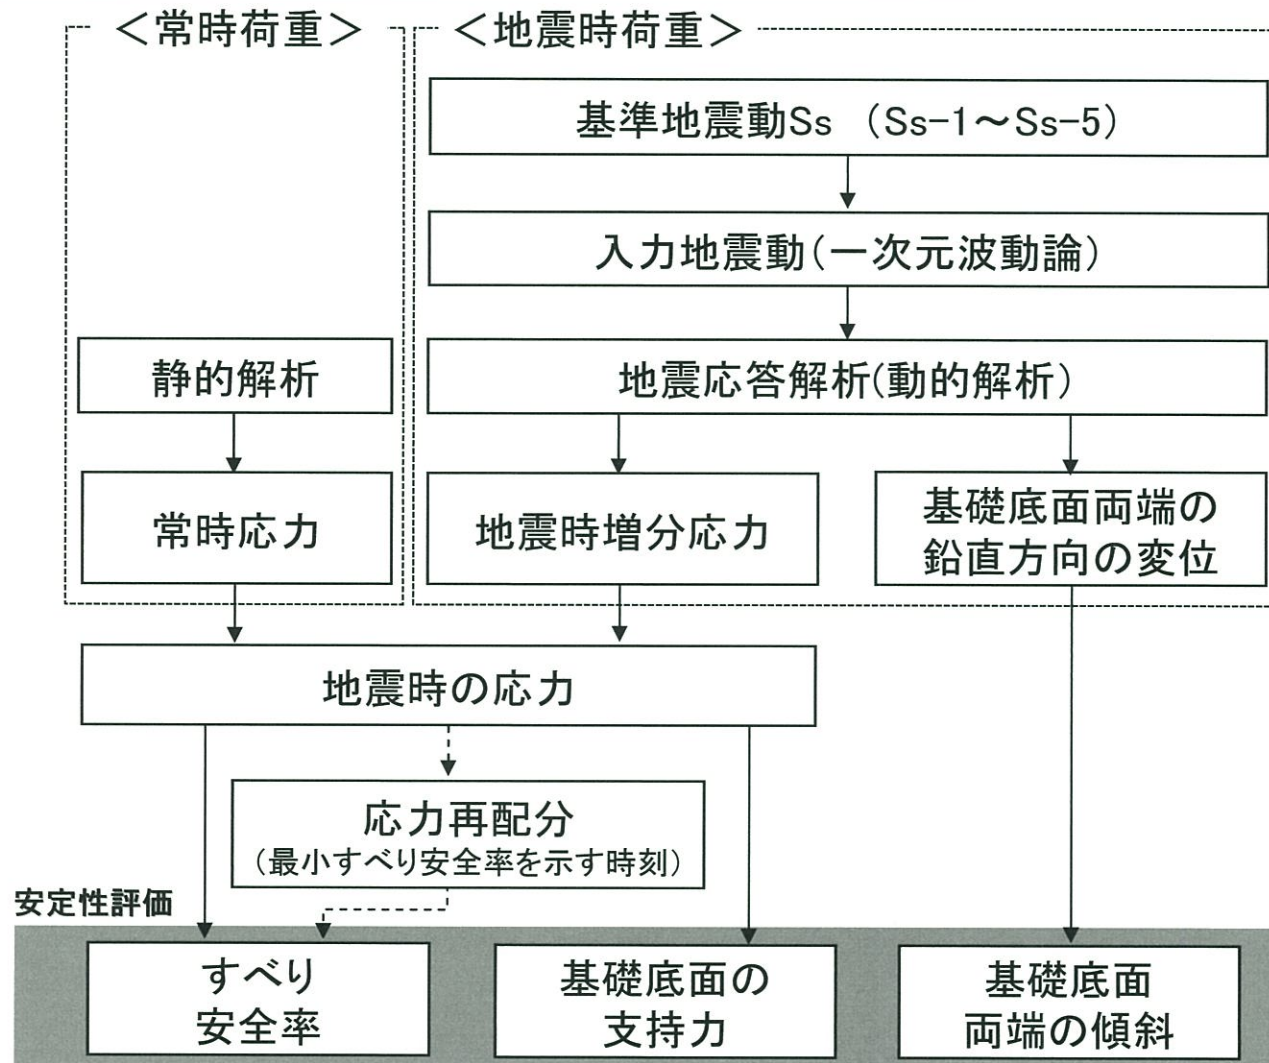 ＜常時荷重＞
＜地震時荷重＞
基準地震動Ss （Ss-1～Ss-5）
入力地震動(一次元波動論)
静的解析
地震応答解析(動的解析)
常時応力
地震時増分応力
基礎底面両端の
鉛直方向の変位
地震時の応力
応力再配分
（最小すべり安全率を示す時刻）
安定性評価
すべり
安全率
基礎底面の
支持力
基礎底面
両端の傾斜